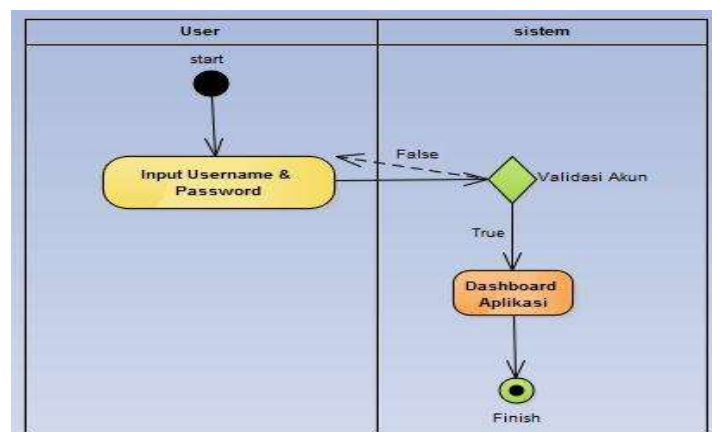 User
sistem
start
Input Username &
Password
False
Validasi Akun
True
Dashboard
Aplikasi
Finish